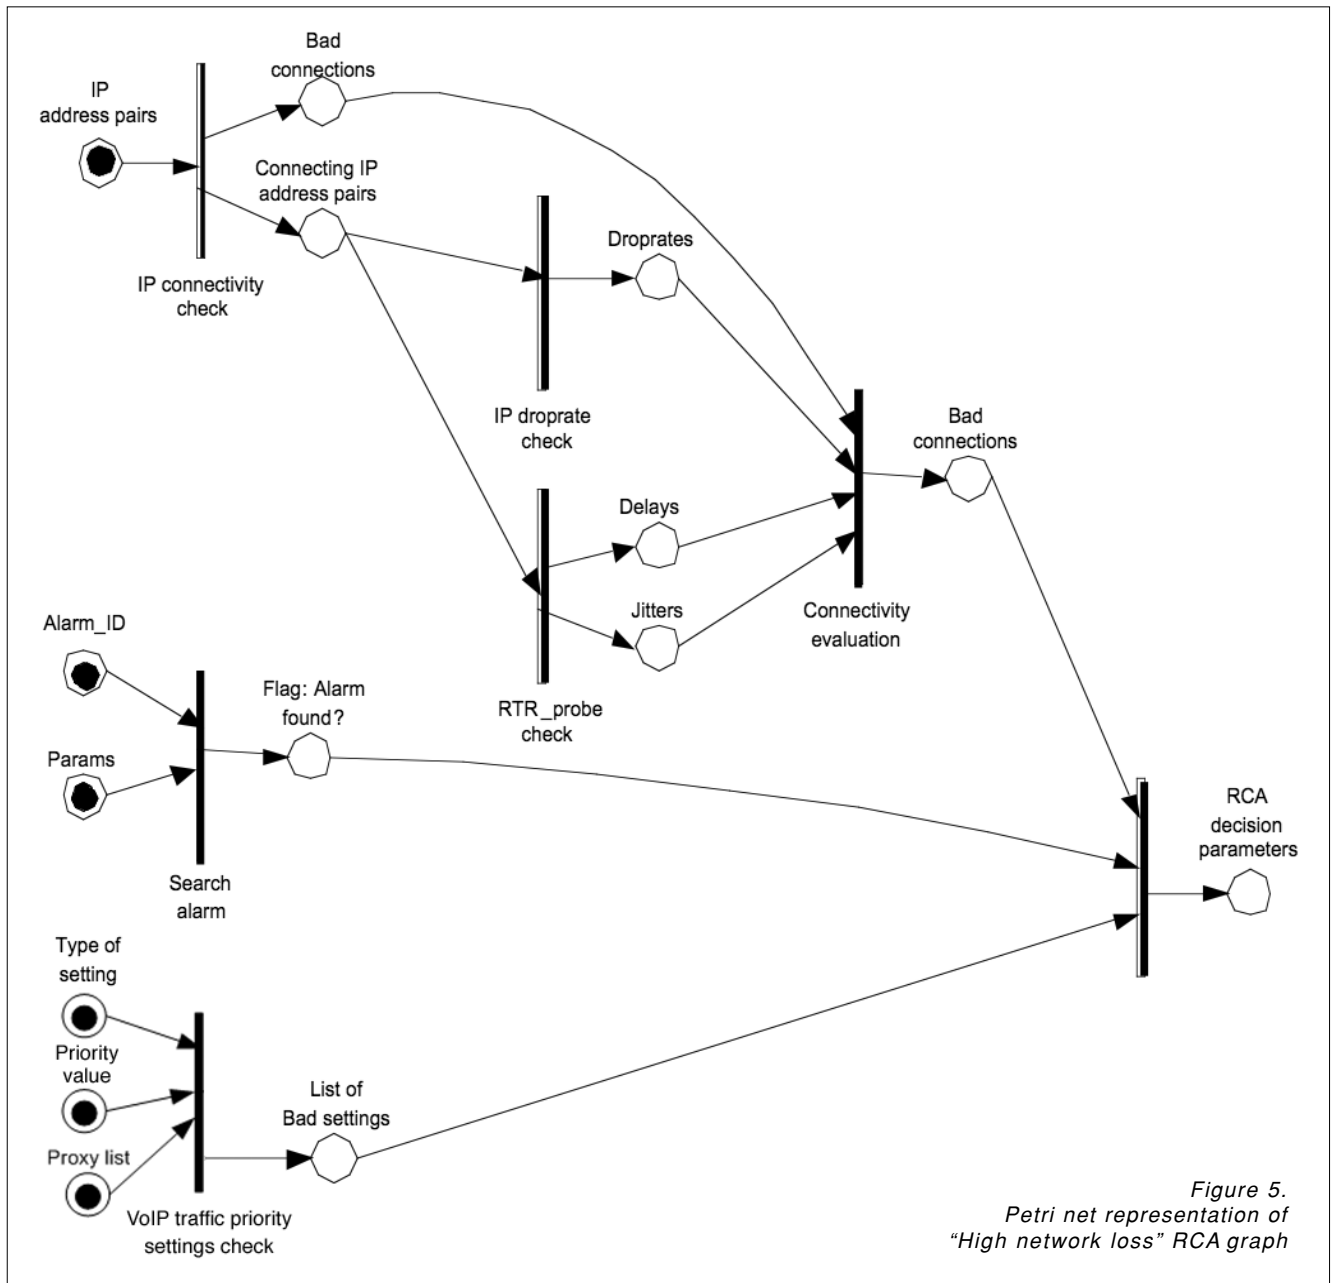 Bad
connections
IP
address pairs
Connecting IP
address pairs
Droprates
IP connectivity
check
IP droprate
check
Bad
connections
Delays
Connectivity
evaluation
Jitters
Alarm_ID
Flag: Alarm
found?
RTR_probe
check
Params
RCA
decision
parameters
Search
alarm
Type of
setting
Priority
value
List of
Bad settings
Proxy list
VoIP traffic priority
settings check
Figure 5.
Petri net representation of
“High network loss” RCA graph